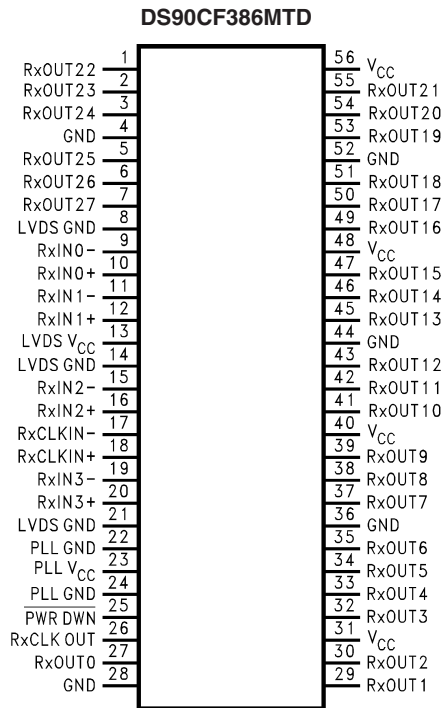 DS90CF386MTD
RxOUT22 1
RxOUT23 2
RxOUT24 3
GND 4
RxOUT25 5
RxOUT26 6
RxOUT27 7
LVDS GND 8
RxIN0- 9
RxIN0+ 10
RxIN1- 11
RxIN1+ 12
LVDS VCC 13
LVDS GND 14
RxIN2- 15
RxIN2+ 16
RxCLKIN- 17
RxCLKIN+ 18
RxIN3- 19
RxIN3+ 20
LVDS GND 21
PLL GND 22
PLL VCC 23
PLL GND 24
PWR DWN 25
RxCLK OUT 26
RxOUT0 27
GND 28
56 VCC
55 RxOUT21
54 RxOUT20
53 RxOUT19
52 GND
51 RxOUT18
50 RxOUT17
49 RxOUT16
48 VCC
47 RxOUT15
46 RxOUT14
45 RxOUT13
44 GND
43 RxOUT12
42 RxOUT11
41 RxOUT10
40 VCC
39 RxOUT9
38 RxOUT8
37 RxOUT7
36 GND
35 RxOUT6
34 RxOUT5
33 RxOUT4
32 RxOUT3
31 VCC
30 RxOUT2
29 RxOUT1